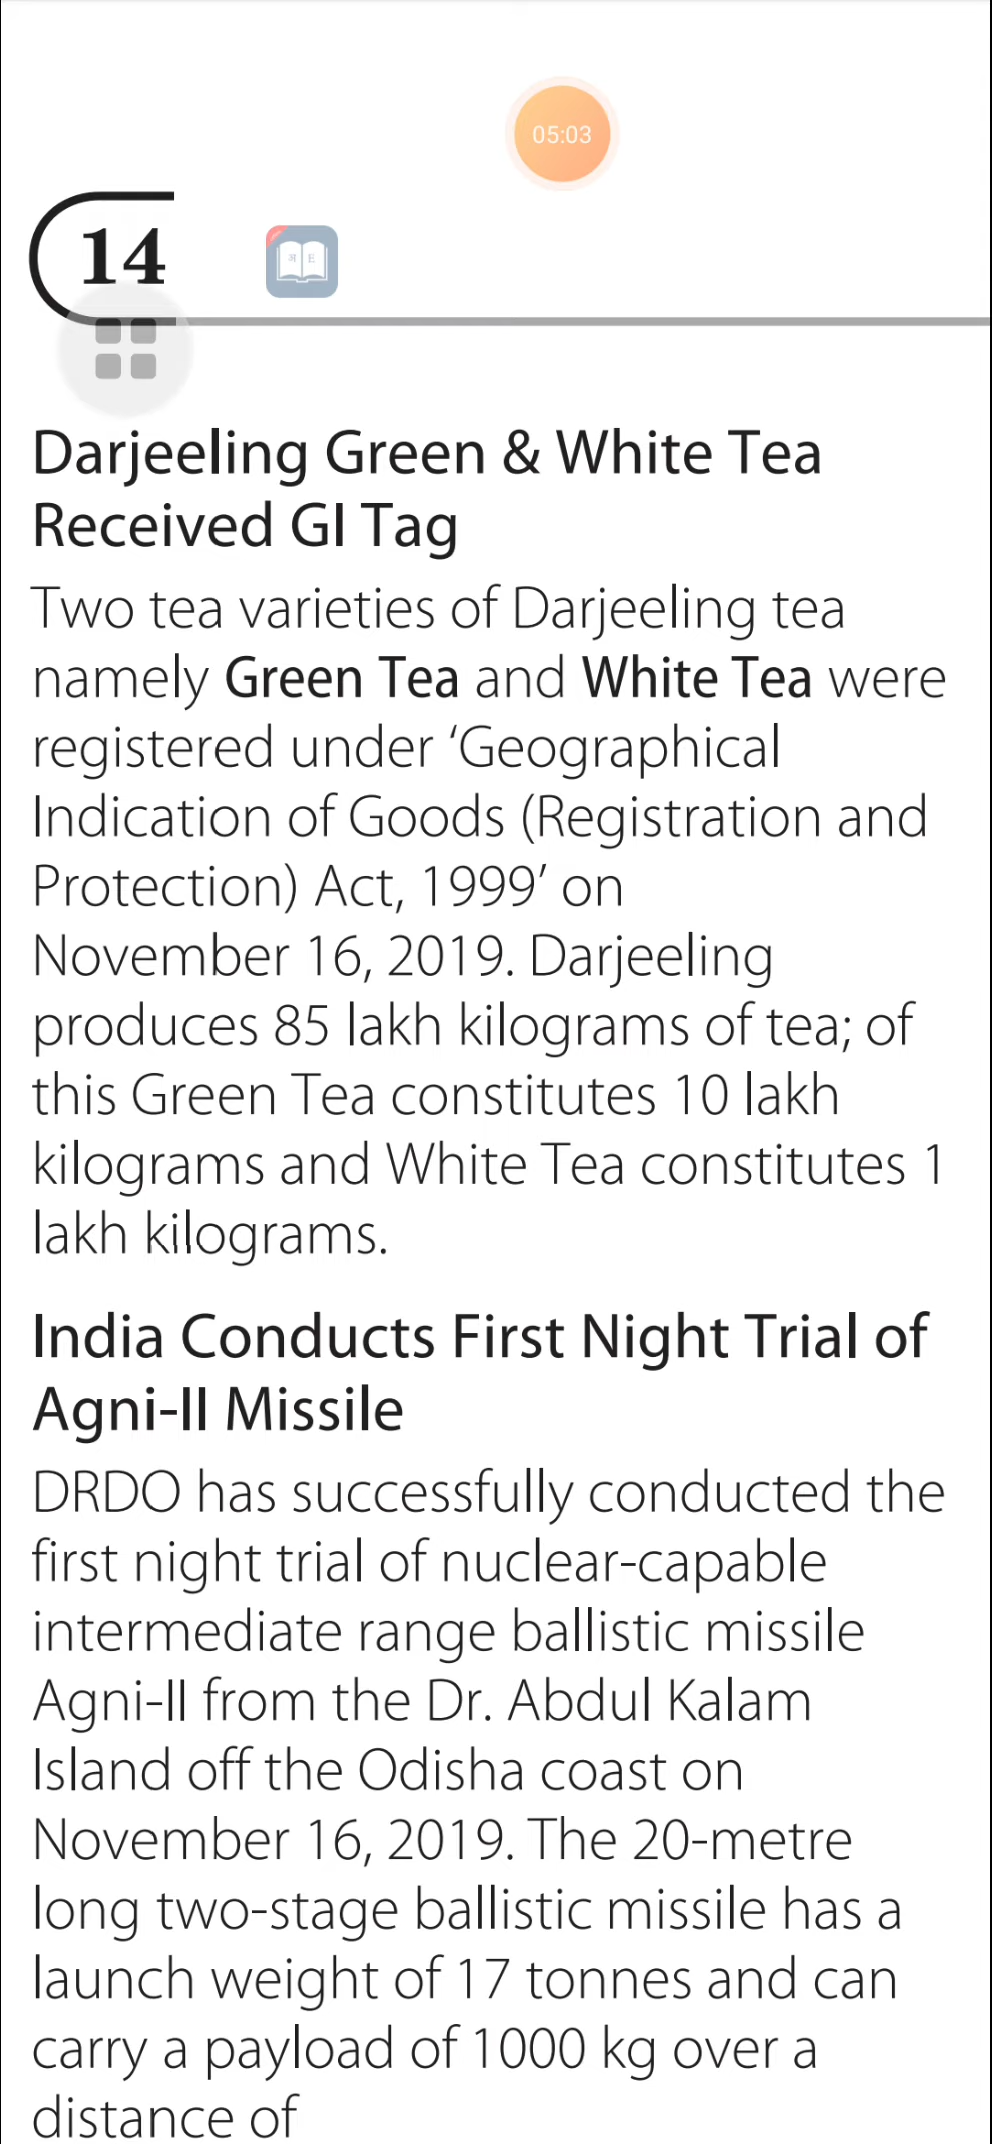 05:03
14
अ E
Darjeeling Green & White Tea
Received GI Tag
Two tea varieties of Darjeeling tea
namely Green Tea and White Tea were
registered under ‘Geographical
Indication of Goods (Registration and
Protection) Act, 1999’ on
November 16, 2019. Darjeeling
produces 85 lakh kilograms of tea; of
this Green Tea constitutes 10 lakh
kilograms and White Tea constitutes 1
lakh kilograms.
India Conducts First Night Trial of
Agni-II Missile
DRDO has successfully conducted the
first night trial of nuclear-capable
intermediate range ballistic missile
Agni-II from the Dr. Abdul Kalam
Island off the Odisha coast on
November 16, 2019. The 20-metre
long two-stage ballistic missile has a
launch weight of 17 tonnes and can
carry a payload of 1000 kg over a
distance of